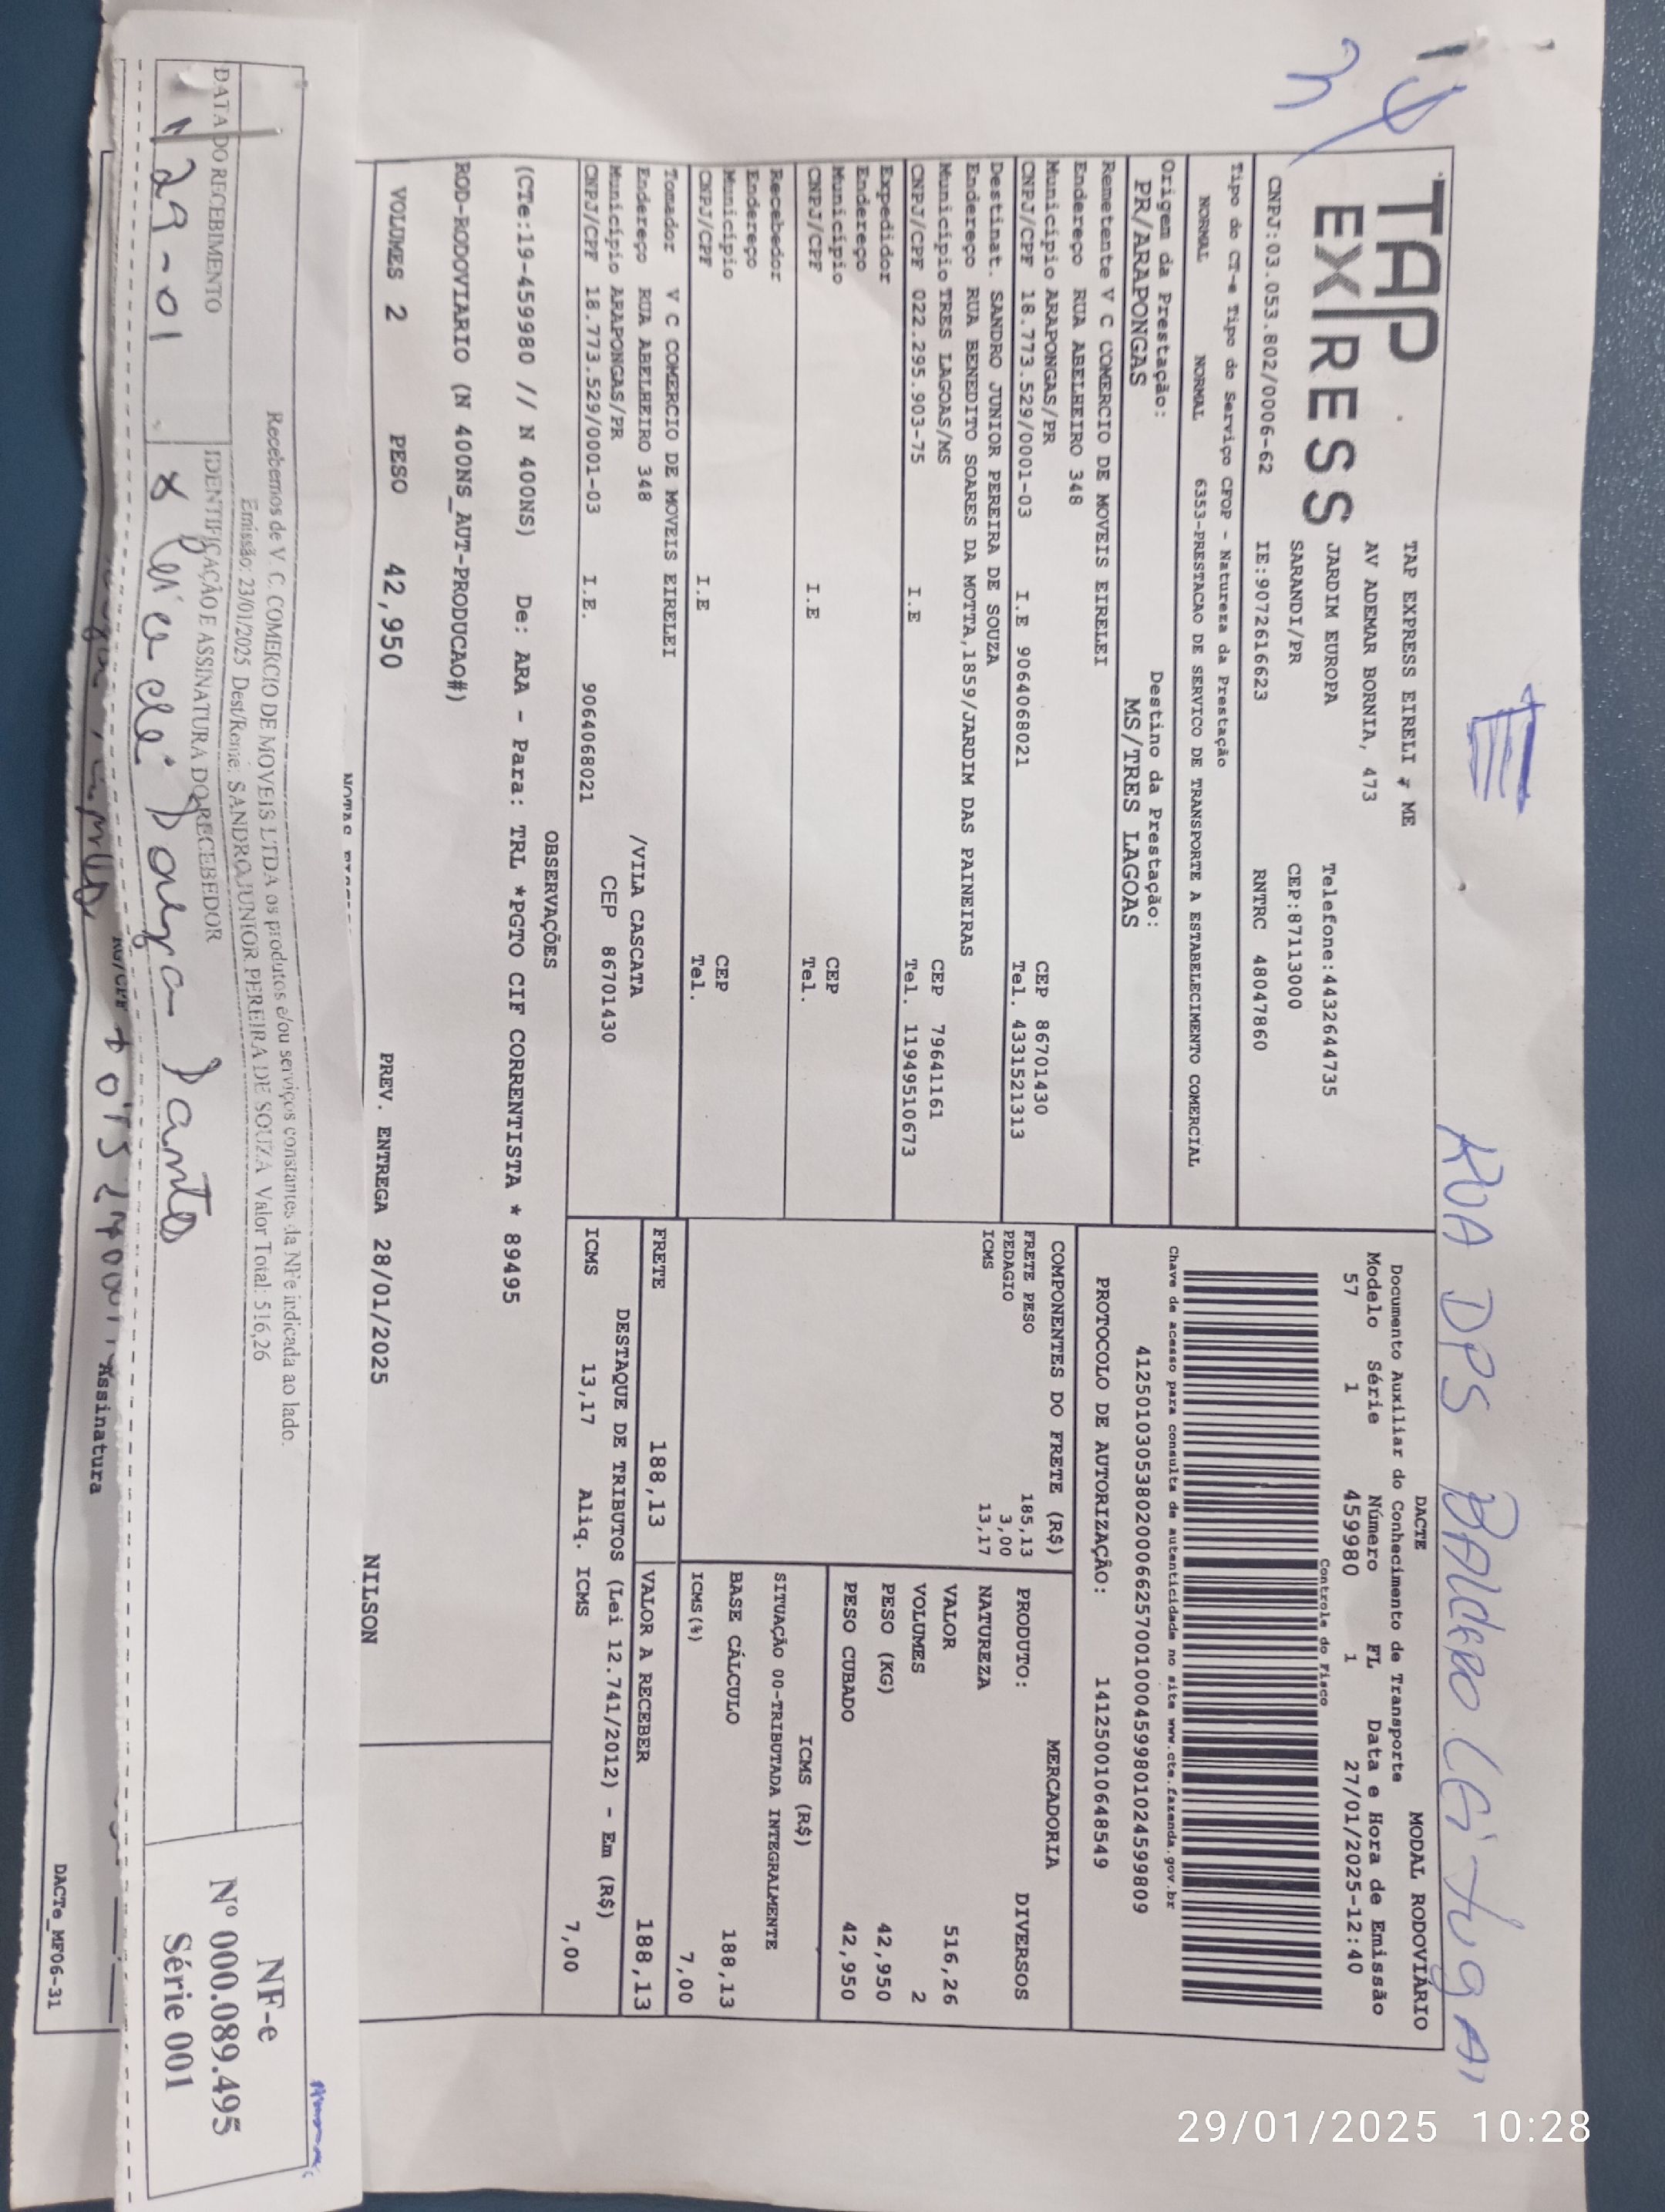 TAP
EXPRESS
TAP EXPRESS EIRELI - ME
AV ADEMAR BORNIA, 473
JARDIM EUROPA Telefone:4432644735
SARANDI/PR CEP:87113000
CNPJ:03.053.802/0006-62 IE:9072616623 RNTRC 48047860
Tipo do CT-e Tipo do Serviço CFOP - Natureza da Prestação
NORMAL NORMAL 6353-PRESTACAO DE SERVICO DE TRANSPORTE A ESTABELECIMENTO COMERCIAL
Origem da Prestação: Destino da Prestação:
PR/ARAPONGAS MS/TRES LAGOAS
DACTE MODAL RODOVIÁRIO
Documento Auxiliar do Conhecimento de Transporte
Modelo Série Número FL Data e Hora de Emissão
57 1 459980 1 27/01/2025-12:40
Controle do Fisco
Chave de acesso para consulta de autenticidade no site www.cte.fazenda.gov.br
41250103053802000662570010004599801024599809
PROTOCOLO DE AUTORIZAÇÃO: 141250010648549
Remetente V C COMERCIO DE MOVEIS EIRELEI
Endereço RUA ABELHEIRO 348
Município ARAPONGAS/PR CEP 86701430
CNPJ/CPF 18.773.529/0001-03 I.E 9064068021 Tel. 4331521313
Destinat. SANDRO JUNIOR PEREIRA DE SOUZA
Endereço RUA BENEDITO SOARES DA MOTTA,1859/JARDIM DAS PAINEIRAS
Município TRES LAGOAS/MS CEP 79641161
CNPJ/CPF 022.295.903-75 I.E Tel. 11949510673
Expedidor
Endereço
Município CEP
CNPJ/CPF I.E Tel.
Recebedor
Endereço
Município CEP
CNPJ/CPF I.E Tel.
Tomador V C COMERCIO DE MOVEIS EIRELEI
Endereço RUA ABELHEIRO 348 /VILA CASCATA
Município ARAPONGAS/PR CEP 86701430
CNPJ/CPF 18.773.529/0001-03 I.E. 9064068021
COMPONENTES DO FRETE (R$)
FRETE PESO 185,13
PEDAGIO 3,00
ICMS 13,17
MERCADORIA
PRODUTO: DIVERSOS
NATUREZA
VALOR 516,26
VOLUMES 2
PESO (KG) 42,950
PESO CUBADO 42,950
ICMS (R$)
SITUAÇÃO 00-TRIBUTADA INTEGRALMENTE
BASE CÁLCULO 188,13
ICMS(%) 7,00
FRETE 188,13 VALOR A RECEBER 188,13
DESTAQUE DE TRIBUTOS (Lei 12.741/2012) - Em (R$)
ICMS 13,17 Aliq. ICMS 7,00
OBSERVAÇÕES
(CTe:19-459980 // N 400NS) De: ARA - Para: TRL *PGTO CIF CORRENTISTA * 89495
ROD-RODOVIARIO (N 400NS_AUT-PRODUCAO#)
VOLUMES 2 PESO 42,950 PREV. ENTREGA 28/01/2025 NILSON
Recebemos de V. C. COMERCIO DE MOVEIS LTDA os produtos e/ou serviços constantes da NFe indicada ao lado.
Emissão: 23/01/2025 Dest/Reme: SANDRO JUNIOR PEREIRA DE SOUZA Valor Total: 516,26
DATA DO RECEBIMENTO IDENTIFICAÇÃO E ASSINATURA DO RECEBEDOR
29-01
NF-e
Nº 000.089.495
Série 001
RG/CPF
Assinatura
DACTe_MF06-31
29/01/2025 10:28